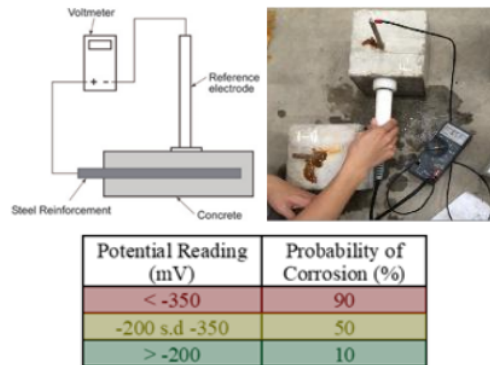 Voltmeter
+ -
Reference
electrode
Steel Reinforcement
Concrete
Potential Reading
(mV)
Probability of
Corrosion (%)
< -350 90
-200 s.d -350 50
> -200 10